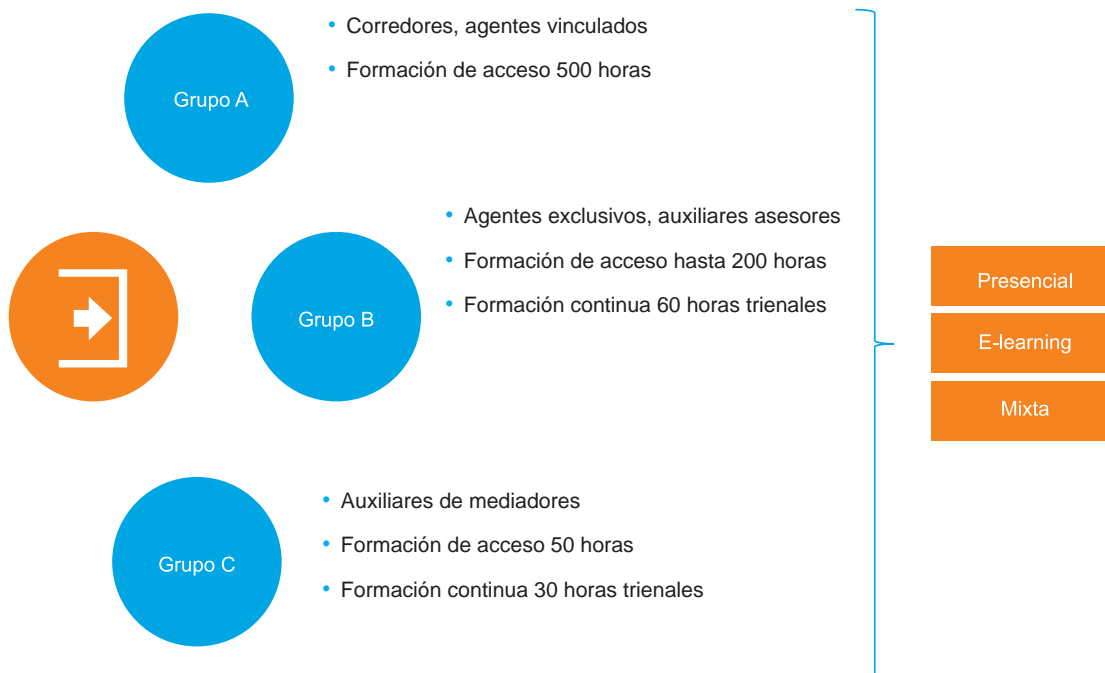 Grupo A
• Corredores, agentes vinculados
• Formación de acceso 500 horas
Grupo B
• Agentes exclusivos, auxiliares asesores
• Formación de acceso hasta 200 horas
• Formación continua 60 horas trienales
Grupo C
• Auxiliares de mediadores
• Formación de acceso 50 horas
• Formación continua 30 horas trienales
Presencial
E-learning
Mixta